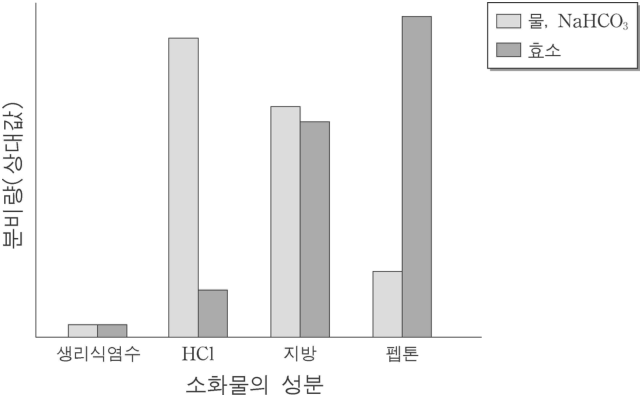 물, NaHCO₃
효소
분비량(상대값)
생리식염수
HCl
지방
펩톤
소화물의 성분